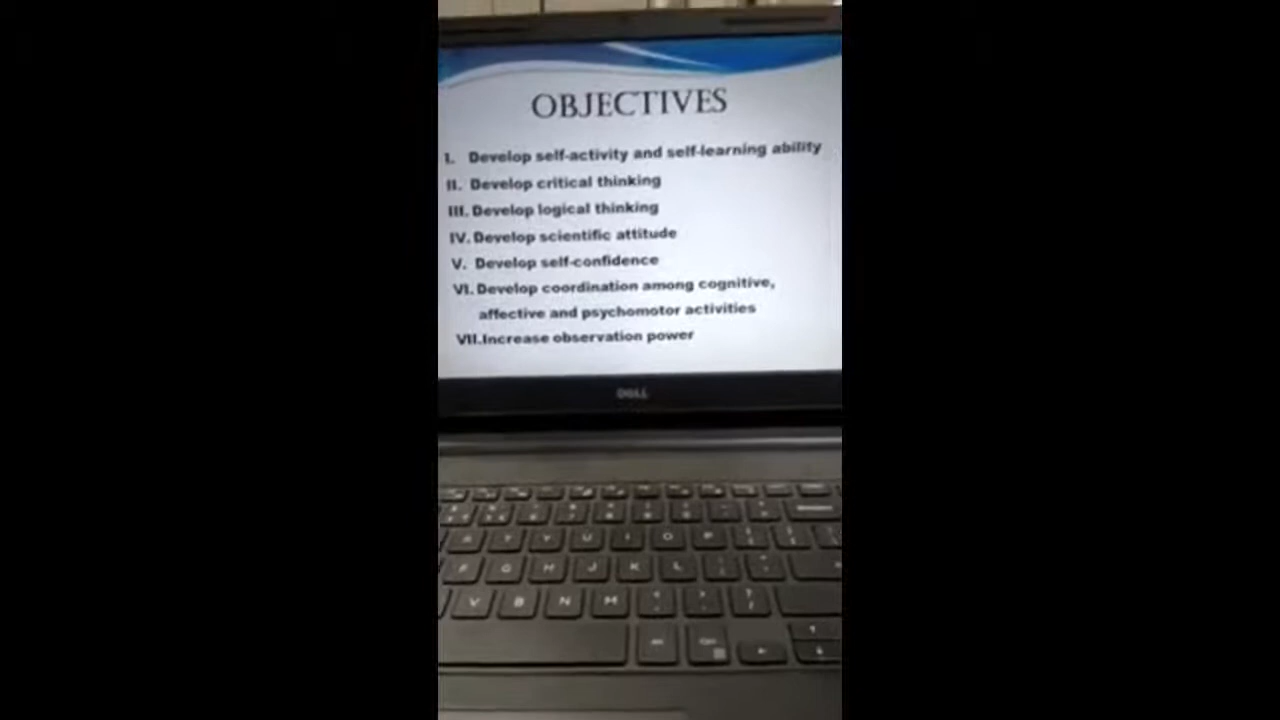 OBJECTIVES
I. Develop self-activity and self-learning ability
II. Develop critical thinking
III. Develop logical thinking
IV. Develop scientific attitude
V. Develop self-confidence
VI. Develop coordination among cognitive,
affective and psychomotor activities
VII.Increase observation power
DELL
Y U I O P
F G H J K L
V B N M